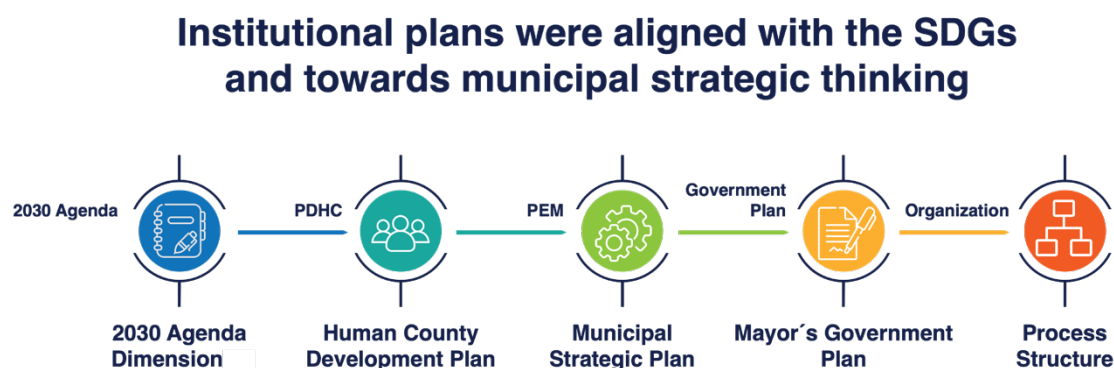 Institutional plans were aligned with the SDGs
and towards municipal strategic thinking
2030 Agenda
PDHC
PEM
Government
Plan
Organization
2030 Agenda
Dimension
Human County
Development Plan
Municipal
Strategic Plan
Mayor´s Government
Plan
Process
Structure